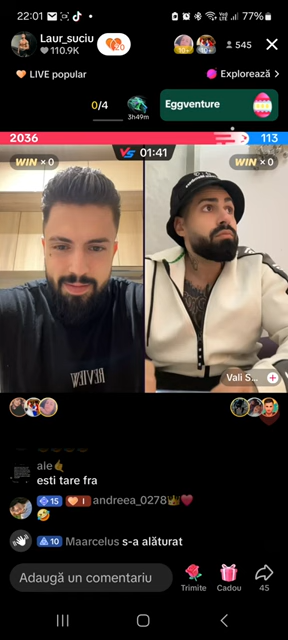 22:01
77%
Laur_suciu
110.9K
20
545
LIVE popular
Explorează
0/4
3h49m
Eggventure
2036
113
WIN × 0
VS 01:41
WIN × 0
REVIEW
Vali S...
ale
esti tare fra
15 I andreea_0278
10 Maarcelus s-a alăturat
Adaugă un comentariu
Trimite
Cadou
45